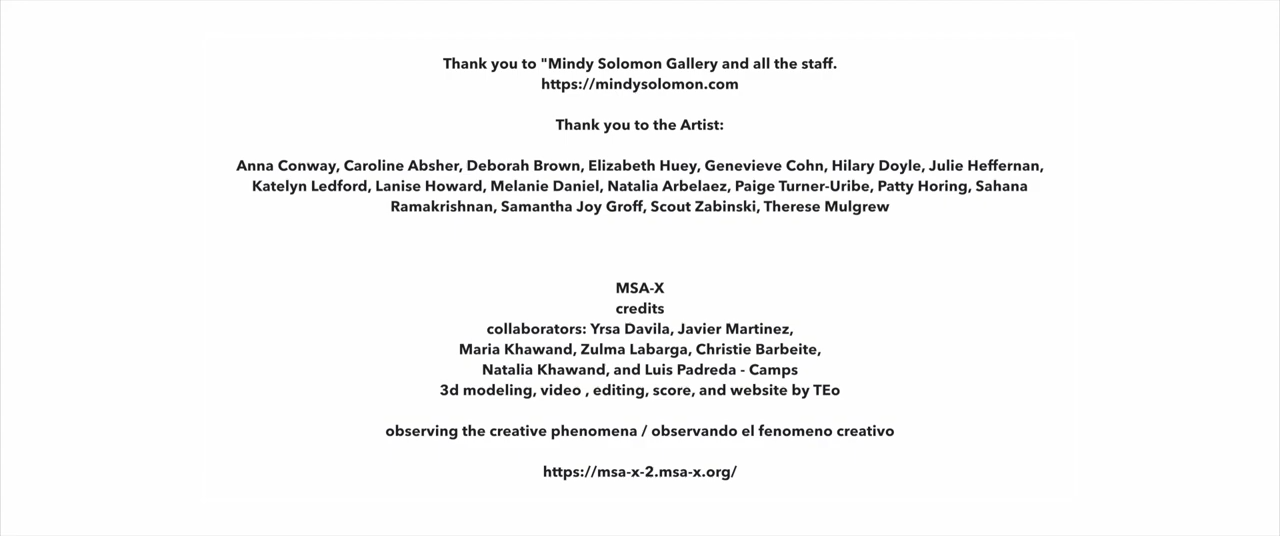 Thank you to "Mindy Solomon Gallery and all the staff.
https://mindysolomon.com
Thank you to the Artist:
Anna Conway, Caroline Absher, Deborah Brown, Elizabeth Huey, Genevieve Cohn, Hilary Doyle, Julie Heffernan,
Katelyn Ledford, Lanise Howard, Melanie Daniel, Natalia Arbelaez, Paige Turner-Uribe, Patty Horing, Sahana
Ramakrishnan, Samantha Joy Groff, Scout Zabinski, Therese Mulgrew
MSA-X
credits
collaborators: Yrsa Davila, Javier Martinez,
Maria Khawand, Zulma Labarga, Christie Barbeite,
Natalia Khawand, and Luis Padreda - Camps
3d modeling, video , editing, score, and website by TEo
observing the creative phenomena / observando el fenomeno creativo
https://msa-x-2.msa-x.org/